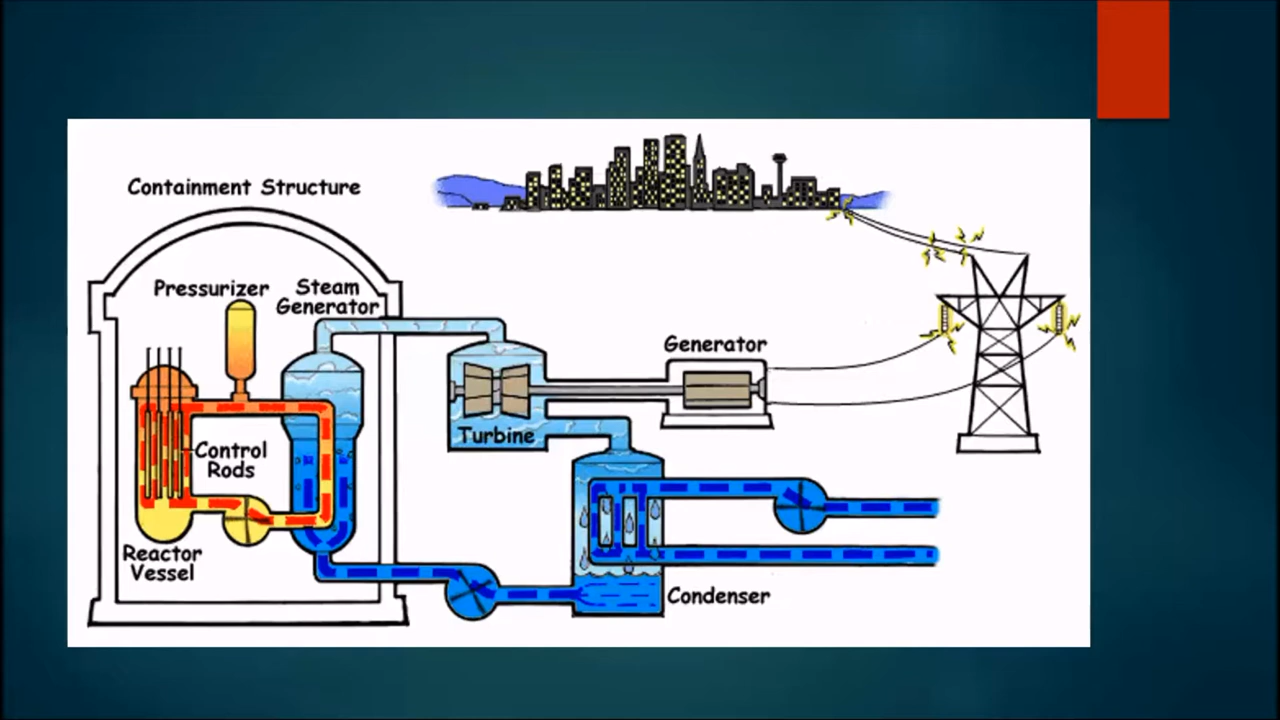 Containment Structure
Pressurizer
Steam
Generator
Generator
Control
Rods
Turbine
Reactor
Vessel
Condenser